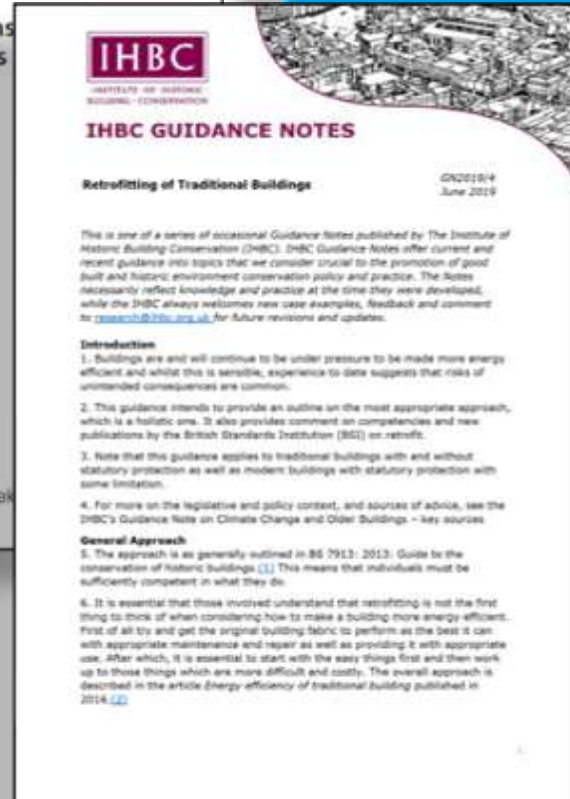 ns
s
ak
IHBC
INSTITUTE OF HISTORIC
BUILDING CONSERVATION
IHBC GUIDANCE NOTES
Retrofitting of Traditional Buildings
GN2019/4
June 2019
This is one of a series of occasional Guidance Notes published by The Institute of
Historic Building Conservation (IHBC). IHBC Guidance Notes offer current and
recent guidance into topics that we consider crucial to the promotion of good
built and historic environment conservation policy and practice. The Notes
necessarily reflect knowledge and practice at the time they were developed,
while the IHBC always welcomes new case examples, feedback and comment
to research@ihbc.org.uk for future revisions and updates.
Introduction
1. Buildings are and will continue to be under pressure to be made more energy
efficient and whilst this is sensible, experience to date suggests that risks of
unintended consequences are common.
2. This guidance intends to provide an outline on the most appropriate approach,
which is a holistic one. It also provides comment on competencies and new
publications by the British Standards Institution (BSI) on retrofit.
3. Note that this guidance applies to traditional buildings with and without
statutory protection as well as modern buildings with statutory protection with
some limitation.
4. For more on the legislative and policy context, and sources of advice, see the
IHBC's Guidance Note on Climate Change and Older Buildings – key sources
General Approach
5. The approach is as generally outlined in BS 7913: 2013: Guide to the
conservation of historic buildings.[1] This means that individuals must be
sufficiently competent in what they do.
6. It is essential that those involved understand that retrofitting is not the first
thing to think of when considering how to make a building more energy efficient.
First of all try and get the original building fabric to perform as the best it can
with appropriate maintenance and repair as well as providing it with appropriate
use. After which, it is essential to start with the easy things first and then work
up to those things which are more difficult and costly. The overall approach is
described in the article Energy efficiency of traditional building published in
2016.[2]